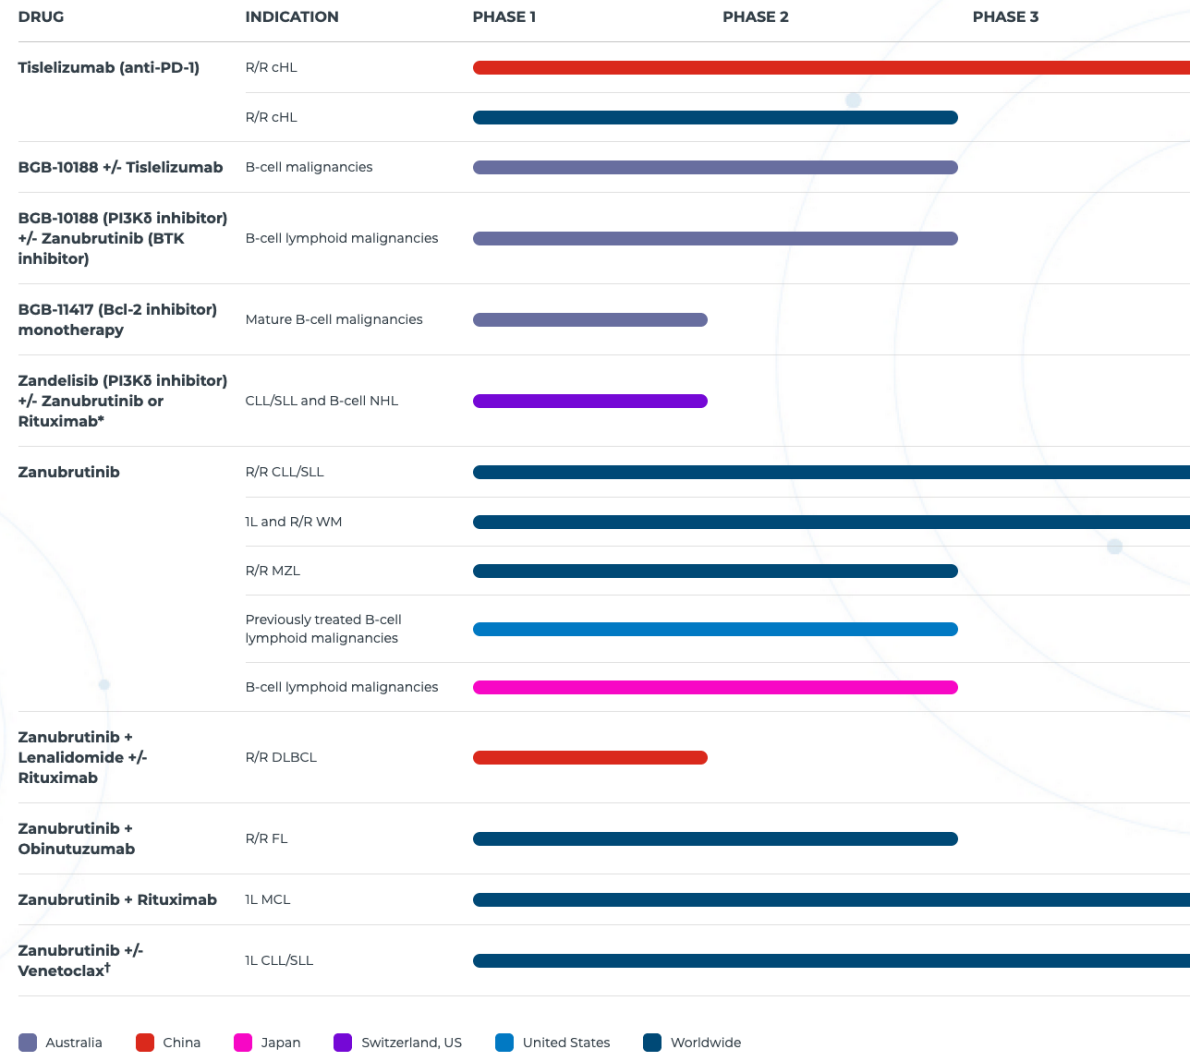 DRUG INDICATION PHASE 1 PHASE 2 PHASE 3
Tislelizumab (anti-PD-1) R/R cHL
R/R cHL
BGB-10188 +/- Tislelizumab B-cell malignancies
BGB-10188 (PI3Kδ inhibitor)
+/- Zanubrutinib (BTK
inhibitor)
B-cell lymphoid malignancies
BGB-11417 (Bcl-2 inhibitor)
monotherapy
Mature B-cell malignancies
Zandelisib (PI3Kδ inhibitor)
+/- Zanubrutinib or
Rituximab*
CLL/SLL and B-cell NHL
Zanubrutinib R/R CLL/SLL
1L and R/R WM
R/R MZL
Previously treated B-cell
lymphoid malignancies
B-cell lymphoid malignancies
Zanubrutinib +
Lenalidomide +/-
Rituximab
R/R DLBCL
Zanubrutinib +
Obinutuzumab
R/R FL
Zanubrutinib + Rituximab 1L MCL
Zanubrutinib +/-
Venetoclax†
1L CLL/SLL
Australia China Japan Switzerland, US United States Worldwide